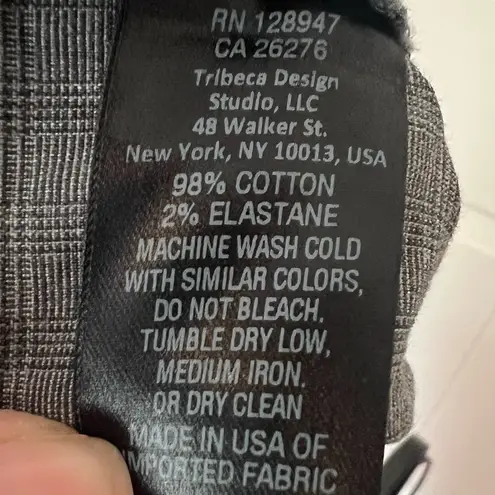 RN 128947
CA 26276
Tribeca Design
Studio, LLC
48 Walker St.
New York, NY 10013, USA
98% COTTON
2% ELASTANE
MACHINE WASH COLD
WITH SIMILAR COLORS,
DO NOT BLEACH.
TUMBLE DRY LOW,
MEDIUM IRON.
OR DRY CLEAN
MADE IN USA OF
IMPORTED FABRIC